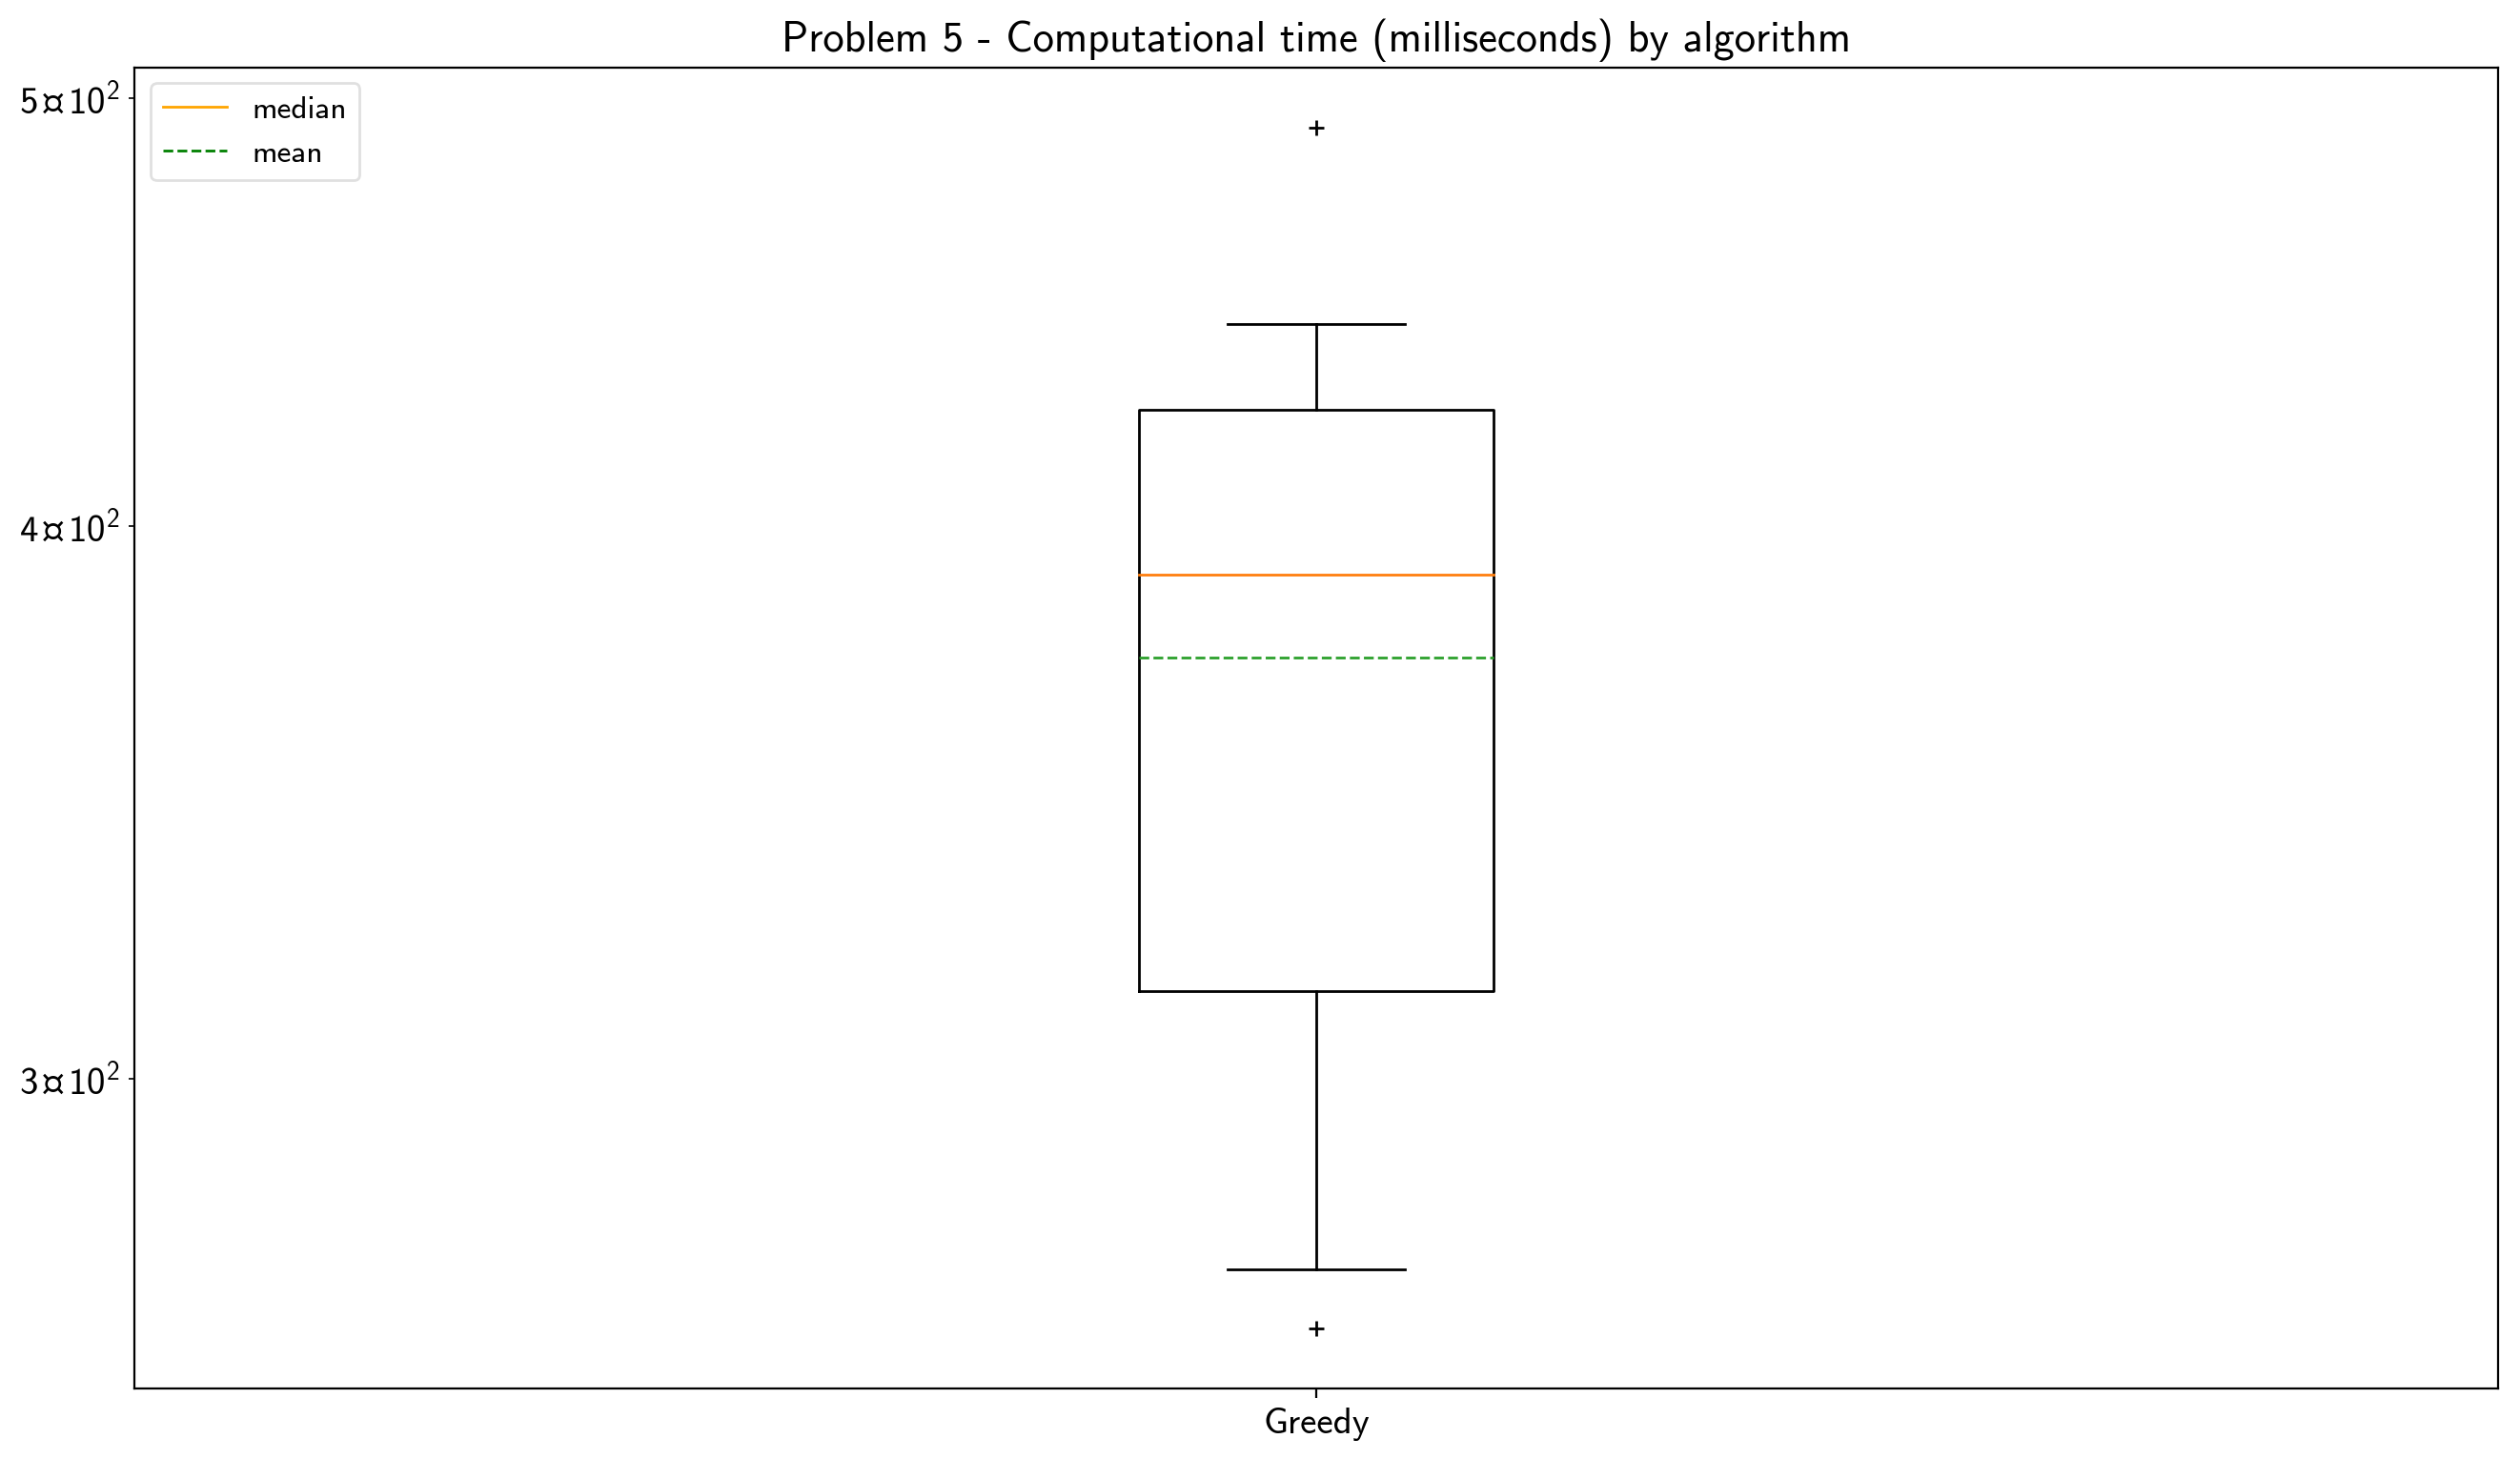 Problem 5 - Computational time (milliseconds) by algorithm
5¤10²
median
mean
4¤10²
3¤10²
Greedy